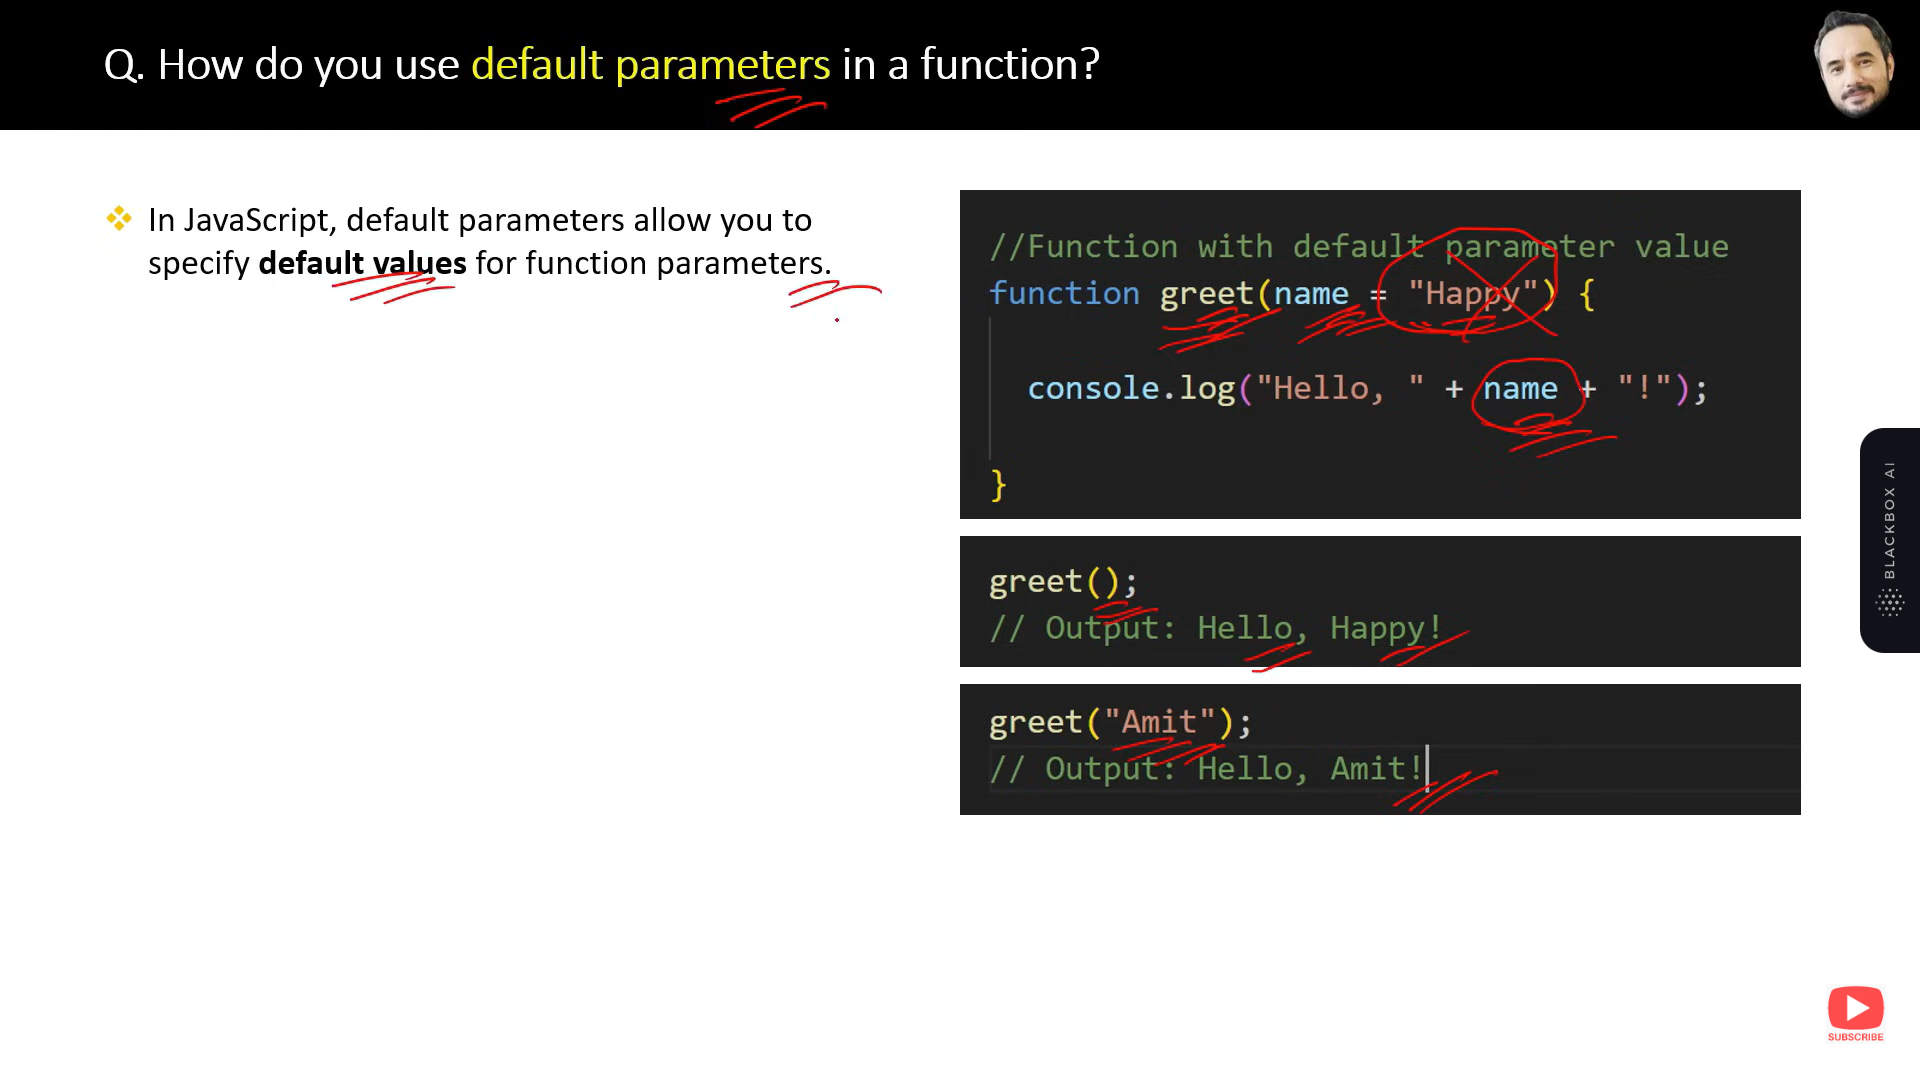 Q. How do you use default parameters in a function?
In JavaScript, default parameters allow you to
specify default values for function parameters.
//Function with default parameter value
function greet(name = "Happy") {
console.log("Hello, " + name + "!");
}
greet();
// Output: Hello, Happy!
greet("Amit");
// Output: Hello, Amit!
BLACKBOX AI
SUBSCRIBE